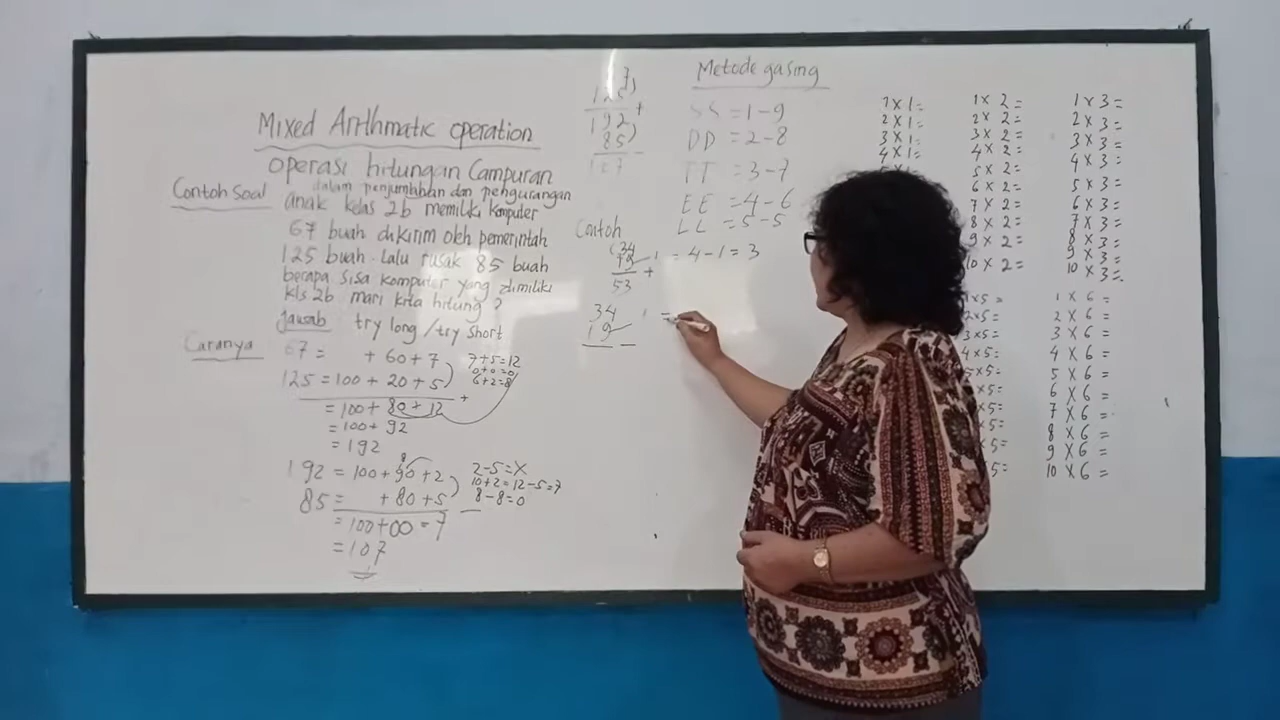 Mixed Arithmatic operation
operasi hitungan Campuran
dalam penjumlahan dan pengurangan
Contoh Soal
anak kelas 2b memiliki komputer
67 buah dikirim oleh pemerintah
125 buah. Lalu rusak 85 buah
berapa sisa komputer yang dimiliki
kls 2b mari kita hitung ?
Jawab try long / try short
Caranya
67 = + 60 + 7
125 = 100 + 20 + 5
+
= 100 + 80 + 12
= 100 + 92
= 192
7 + 5 = 12
0 + 0 = 0
6 + 2 = 8
8
192 = 100 + 90 + 2
85 = + 80 + 5
= 100 + 00 = 7
= 107
2 - 5 = X
10 + 2 = 12 - 5 = 7
8 - 8 = 0
125 +
192
85
107
Metode gasing
SS = 1 - 9
DD = 2 - 8
TT = 3 - 7
EE = 4 - 6
LL = 5 - 5
Contoh
34
19 1 = 4 - 1 = 3
+
53
34
19
1 =
1 x 1 =
2 x 1 =
3 x 1 =
4 x 1 =
1 x 2 =
2 x 2 =
3 x 2 =
4 x 2 =
5 x 2 =
6 x 2 =
7 x 2 =
8 x 2 =
9 x 2 =
10 x 2 =
1 x 3 =
2 x 3 =
3 x 3 =
4 x 3 =
5 x 3 =
6 x 3 =
7 x 3 =
8 x 3 =
9 x 3 =
10 x 3 =
1 x 5 =
2 x 5 =
3 x 5 =
4 x 5 =
5 x 5 =
x 5 =
x 5 =
x 5 =
x 5 =
5 =
1 x 6 =
2 x 6 =
3 x 6 =
4 x 6 =
5 x 6 =
6 x 6 =
7 x 6 =
8 x 6 =
9 x 6 =
10 x 6 =